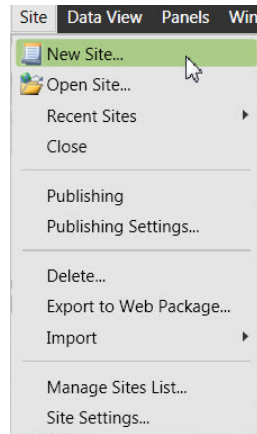 Site Data View Panels Win
New Site...
Open Site...
Recent Sites
Close
Publishing
Publishing Settings...
Delete...
Export to Web Package...
Import
Manage Sites List...
Site Settings...